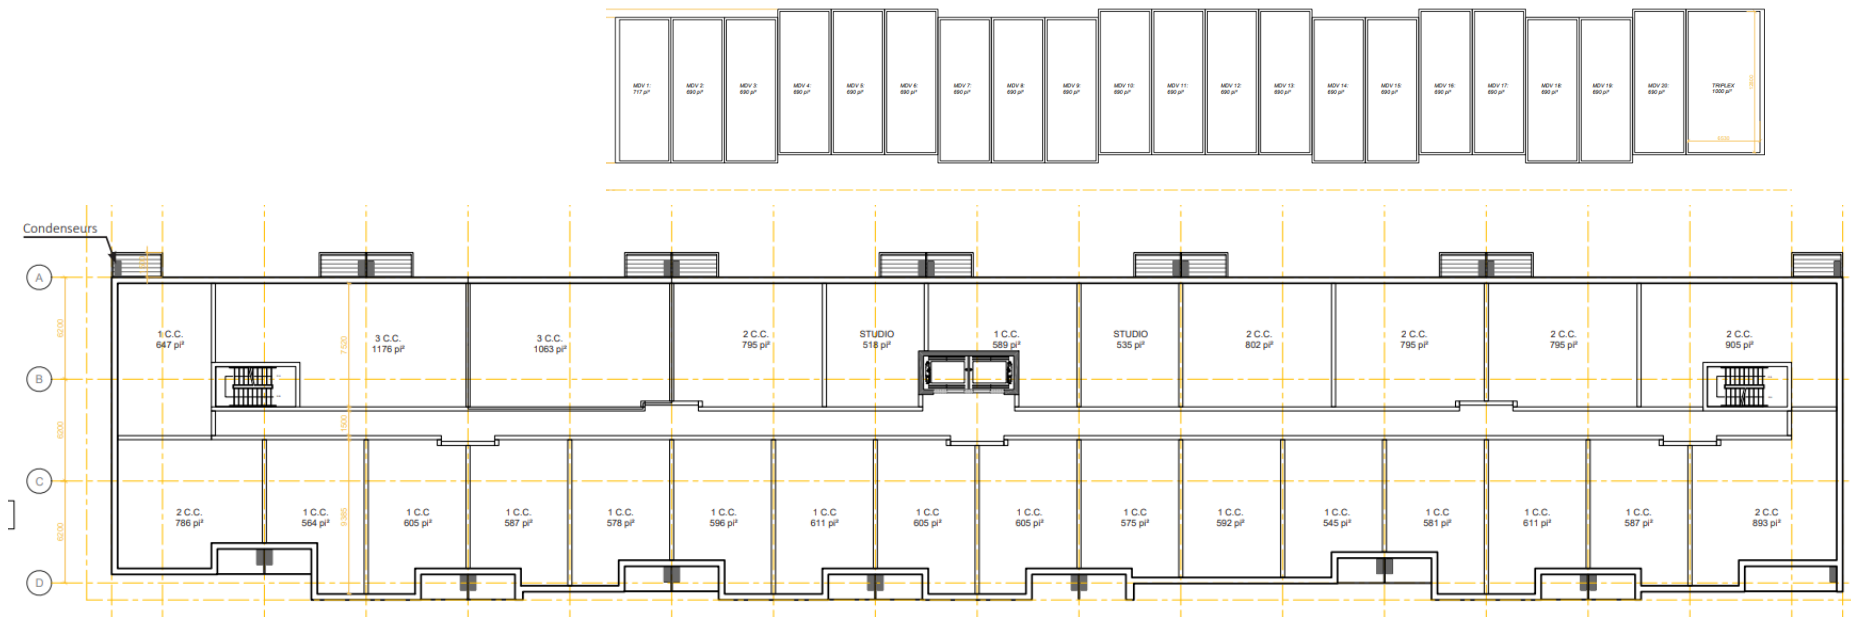 MDV 1:
717 pi²
MDV 2:
690 pi²
MDV 3:
690 pi²
MDV 4:
690 pi²
MDV 5:
690 pi²
MDV 6:
690 pi²
MDV 7:
690 pi²
MDV 8:
690 pi²
MDV 9:
690 pi²
MDV 10:
690 pi²
MDV 11:
690 pi²
MDV 12:
690 pi²
MDV 13:
690 pi²
MDV 14:
690 pi²
MDV 15:
690 pi²
MDV 16:
690 pi²
MDV 17:
690 pi²
MDV 18:
690 pi²
MDV 19:
690 pi²
MDV 20:
690 pi²
TRIPLEX
1000 pi²
Condenseurs
A
B
C
D
6200
6200
6200
7520
1500
9385
1 C.C.
647 pi²
3 C.C.
1176 pi²
3 C.C.
1063 pi²
2 C.C.
795 pi²
STUDIO
518 pi²
1 C.C.
589 pi²
STUDIO
535 pi²
2 C.C.
802 pi²
2 C.C.
795 pi²
2 C.C.
795 pi²
2 C.C.
905 pi²
2 C.C.
786 pi²
1 C.C.
564 pi²
1 C.C
605 pi²
1 C.C.
587 pi²
1 C.C.
578 pi²
1 C.C.
596 pi²
1 C.C
611 pi²
1 C.C
605 pi²
1 C.C.
605 pi²
1 C.C
575 pi²
1 C.C.
592 pi²
1 C.C.
545 pi²
1 C.C
581 pi²
1 C.C.
611 pi²
1 C.C.
587 pi²
2 C.C
893 pi²